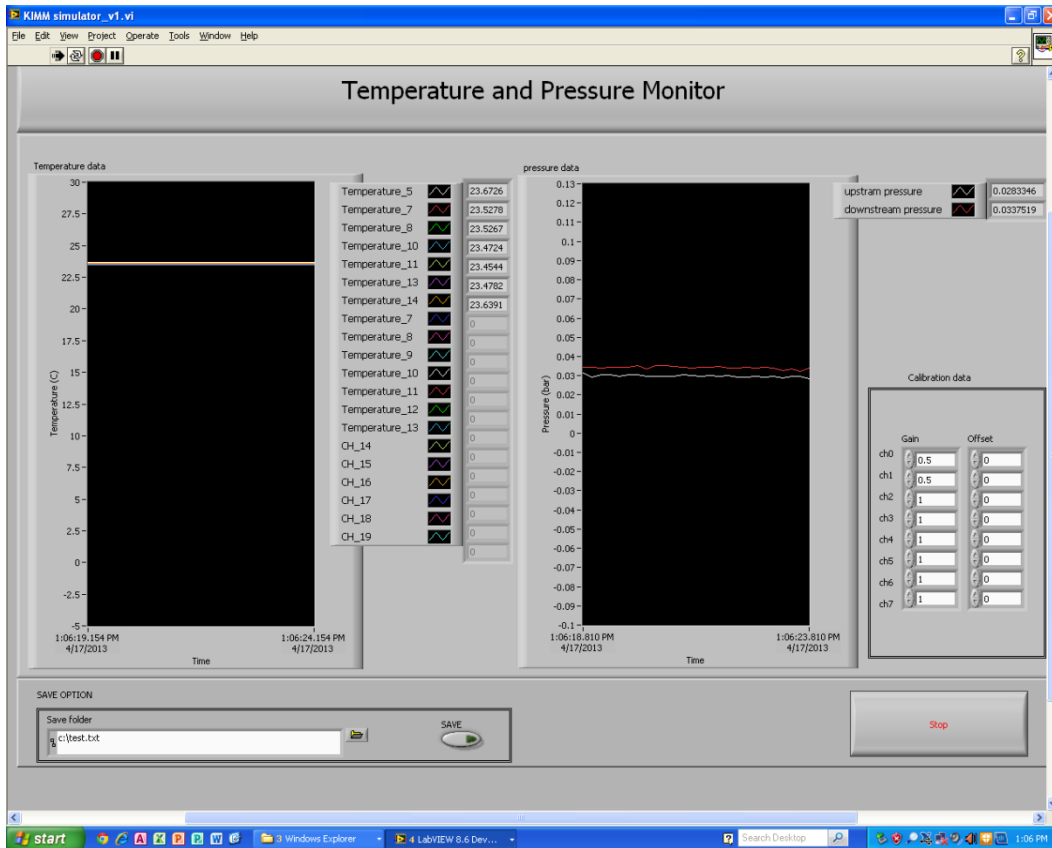 KIMM simulator_v1.vi
File Edit View Project Operate Tools Window Help
Temperature and Pressure Monitor
Temperature data
30
27.5
25
22.5
20
17.5
15
12.5
10
7.5
5
2.5
0
-2.5
-5
Temperature (C)
1:06:19.154 PM
4/17/2013
1:06:24.154 PM
4/17/2013
Time
Temperature_5 23.6726
Temperature_7 23.5278
Temperature_8 23.5267
Temperature_10 23.4724
Temperature_11 23.4544
Temperature_13 23.4782
Temperature_14 23.6391
Temperature_7 0
Temperature_8 0
Temperature_9 0
Temperature_10 0
Temperature_11 0
Temperature_12 0
Temperature_13 0
CH_14 0
CH_15 0
CH_16 0
CH_17 0
CH_18 0
CH_19 0
0
pressure data
0.13
0.12
0.11
0.1
0.09
0.08
0.07
0.06
0.05
0.04
0.03
0.02
0.01
0
-0.01
-0.02
-0.03
-0.04
-0.05
-0.06
-0.07
-0.08
-0.09
-0.1
Pressure (bar)
1:06:18.810 PM
4/17/2013
1:06:23.810 PM
4/17/2013
Time
upstram pressure 0.0283346
downstream pressure 0.0337519
Calibration data
Gain Offset
ch0 0.5 0
ch1 0.5 0
ch2 1 0
ch3 1 0
ch4 1 0
ch5 1 0
ch6 1 0
ch7 1 0
SAVE OPTION
Save folder
c:\test.txt
SAVE
Stop
start
3 Windows Explorer
4 LabVIEW 8.6 Dev...
Search Desktop
1:06 PM